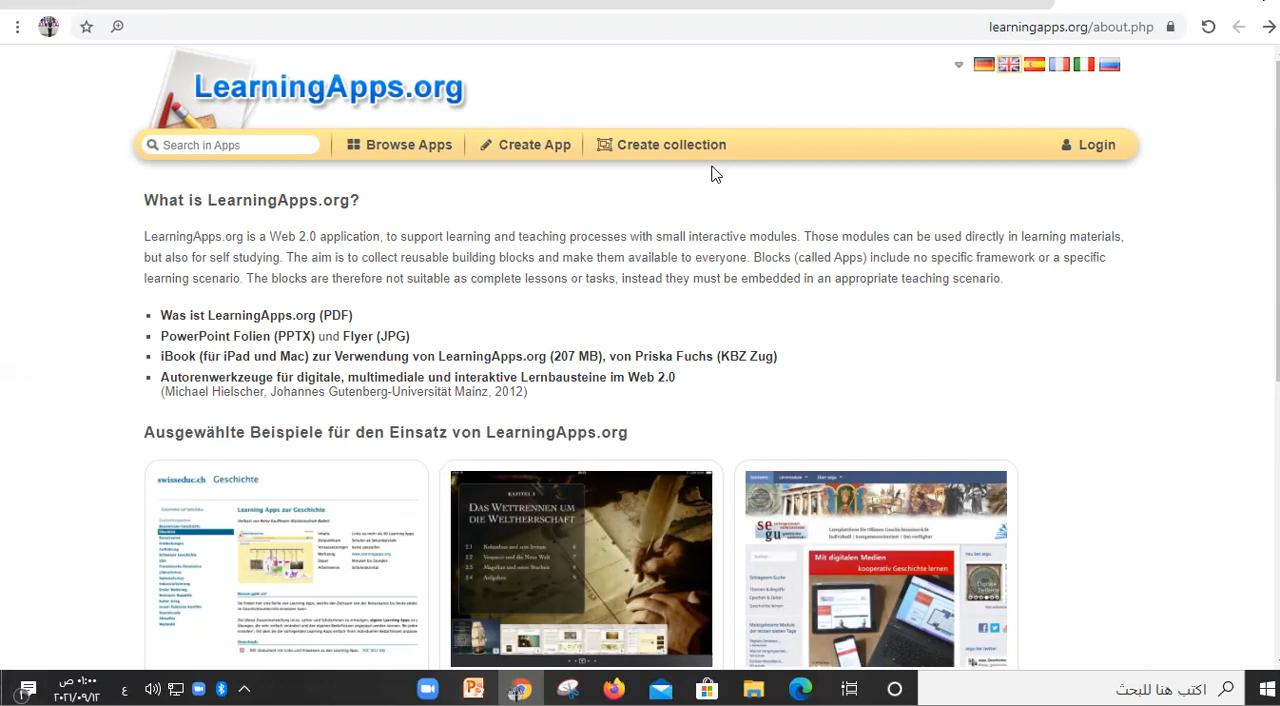 learningapps.org/about.php
LearningApps.org
Search in Apps
Browse Apps
Create App
Create collection
Login
What is LearningApps.org?
LearningApps.org is a Web 2.0 application, to support learning and teaching processes with small interactive modules. Those modules can be used directly in learning materials,
but also for self studying. The aim is to collect reusable building blocks and make them available to everyone. Blocks (called Apps) include no specific framework or a specific
learning scenario. The blocks are therefore not suitable as complete lessons or tasks, instead they must be embedded in an appropriate teaching scenario.
Was ist LearningApps.org (PDF)
PowerPoint Folien (PPTX) und Flyer (JPG)
iBook (für iPad und Mac) zur Verwendung von LearningApps.org (207 MB), von Priska Fuchs (KBZ Zug)
Autorenwerkzeuge für digitale, multimediale und interaktive Lernbausteine im Web 2.0
(Michael Hielscher, Johannes Gutenberg-Universität Mainz, 2012)
Ausgewählte Beispiele für den Einsatz von LearningApps.org
swisseduc.ch Geschichte
Learning Apps zur Geschichte
KAPITEL 1
DAS WETTRENNEN UM
DIE WELTHERRSCHAFT
Mit digitalen Medien
kooperativ Geschichte lernen
ع
اكتب هنا للبحث